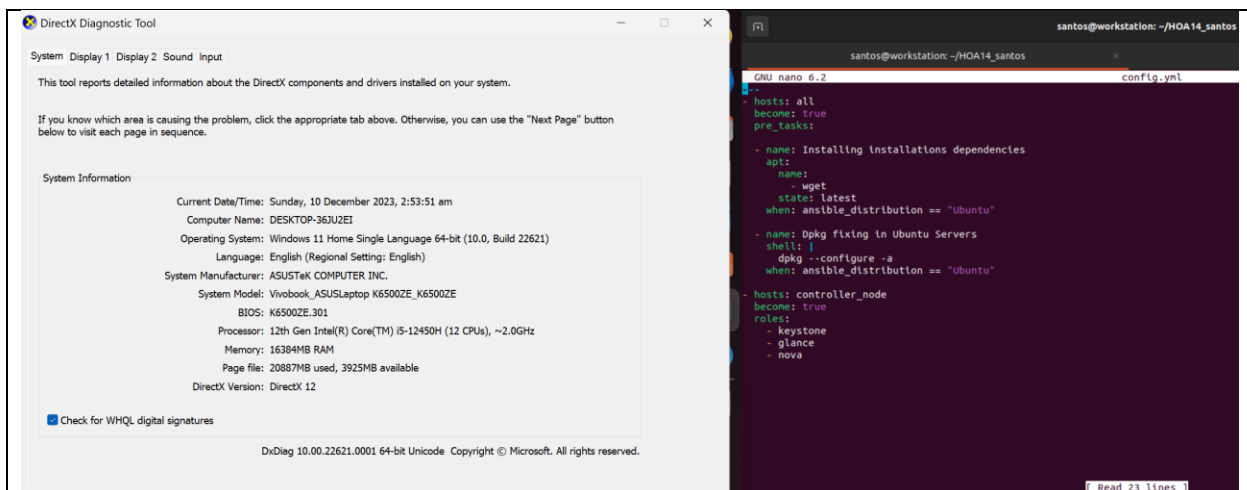 DirectX Diagnostic Tool
System Display 1 Display 2 Sound Input
This tool reports detailed information about the DirectX components and drivers installed on your system.
If you know which area is causing the problem, click the appropriate tab above. Otherwise, you can use the "Next Page" button
below to visit each page in sequence.
System Information
Current Date/Time: Sunday, 10 December 2023, 2:53:51 am
Computer Name: DESKTOP-36JU2EI
Operating System: Windows 11 Home Single Language 64-bit (10.0, Build 22621)
Language: English (Regional Setting: English)
System Manufacturer: ASUSTeK COMPUTER INC.
System Model: Vivobook_ASUSLaptop K6500ZE_K6500ZE
BIOS: K6500ZE.301
Processor: 12th Gen Intel(R) Core(TM) i5-12450H (12 CPUs), ~2.0GHz
Memory: 16384MB RAM
Page file: 20887MB used, 3925MB available
DirectX Version: DirectX 12
Check for WHQL digital signatures
DxDiag 10.00.22621.0001 64-bit Unicode Copyright © Microsoft. All rights reserved.
santos@workstation: ~/HOA14_santos
santos@workstation: ~/HOA14_santos
GNU nano 6.2 config.yml
---
- hosts: all
become: true
pre_tasks:
- name: Installing installations dependencies
apt:
name:
- wget
state: latest
when: ansible_distribution == "Ubuntu"
- name: Dpkg fixing in Ubuntu Servers
shell: |
dpkg --configure -a
when: ansible_distribution == "Ubuntu"
- hosts: controller_node
become: true
roles:
- keystone
- glance
- nova
[ Read 23 lines ]